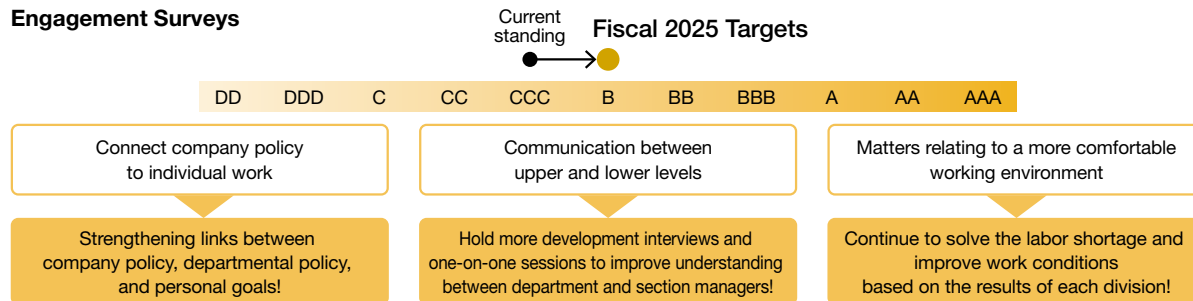 Engagement Surveys
Current
standing
Fiscal 2025 Targets
DD DDD C CC CCC B BB BBB A AA AAA
Connect company policy
to individual work
Communication between
upper and lower levels
Matters relating to a more comfortable
working environment
Strengthening links between
company policy, departmental policy,
and personal goals!
Hold more development interviews and
one-on-one sessions to improve understanding
between department and section managers!
Continue to solve the labor shortage and
improve work conditions
based on the results of each division!